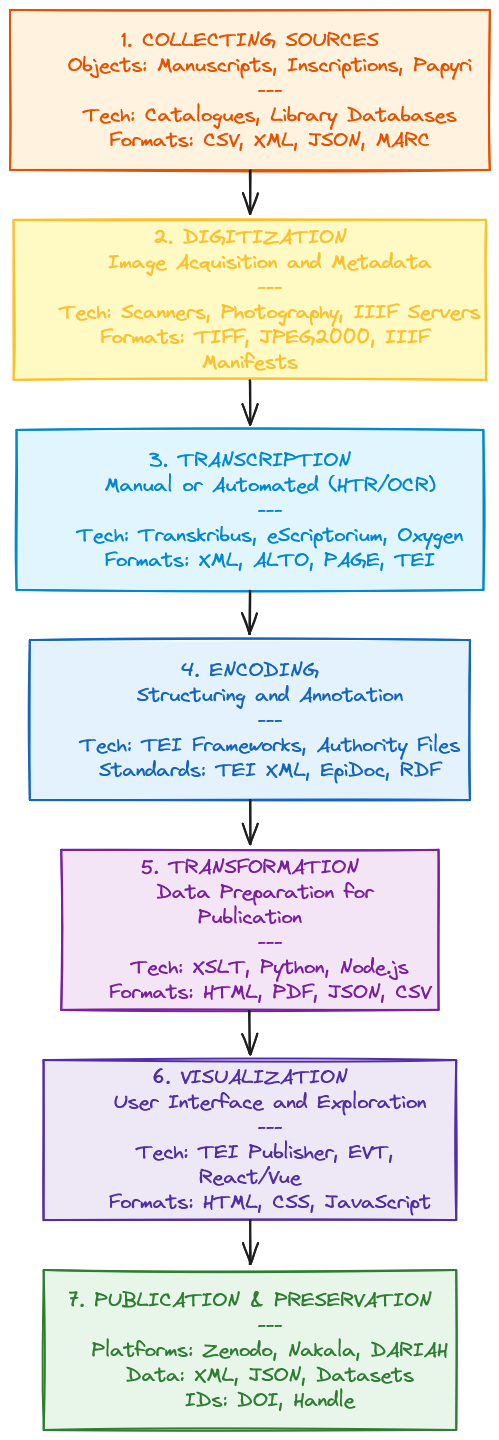 1. COLLECTING SOURCES
Objects: Manuscripts, Inscriptions, Papyri
---
Tech: Catalogues, Library Databases
Formats: CSV, XML, JSON, MARC
2. DIGITIZATION
Image Acquisition and Metadata
---
Tech: Scanners, Photography, IIIF Servers
Formats: TIFF, JPEG2000, IIIF
Manifests
3. TRANSCRIPTION
Manual or Automated (HTR/OCR)
---
Tech: Transkribus, eScriptorium, Oxygen
Formats: XML, ALTO, PAGE, TEI
4. ENCODING
Structuring and Annotation
---
Tech: TEI Frameworks, Authority Files
Standards: TEI XML, EpiDoc, RDF
5. TRANSFORMATION
Data Preparation for
Publication
---
Tech: XSLT, Python, Node.js
Formats: HTML, PDF, JSON, CSV
6. VISUALIZATION
User Interface and Exploration
---
Tech: TEI Publisher, EVT,
React/Vue
Formats: HTML, CSS, JavaScript
7. PUBLICATION & PRESERVATION
---
Platforms: Zenodo, Nakala, DARIAH
Data: XML, JSON, Datasets
IDs: DOI, Handle